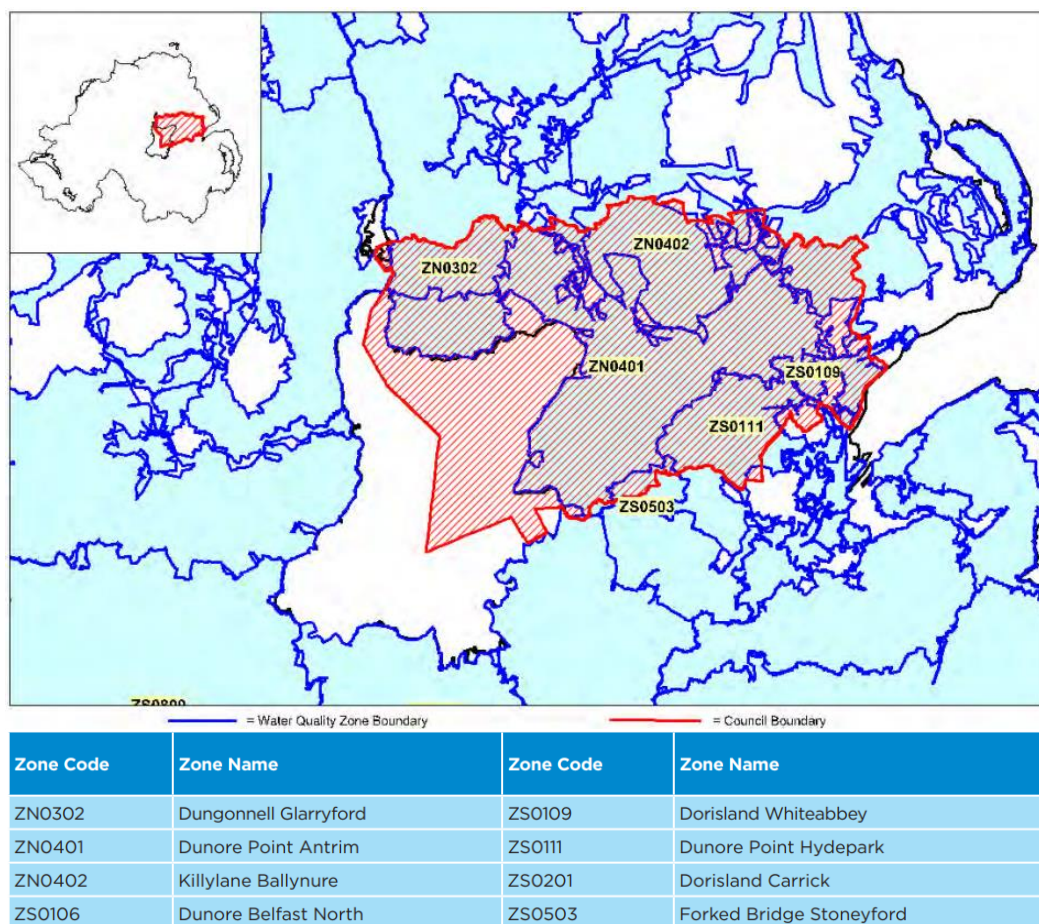 ZN0302
ZN0402
ZN0401
ZS0109
ZS0111
ZS0503
= Water Quality Zone Boundary
= Council Boundary
Zone Code Zone Name Zone Code Zone Name
ZN0302 Dungonnell Glarryford ZS0109 Dorisland Whiteabbey
ZN0401 Dunore Point Antrim ZS0111 Dunore Point Hydepark
ZN0402 Killylane Ballynure ZS0201 Dorisland Carrick
ZS0106 Dunore Belfast North ZS0503 Forked Bridge Stoneyford